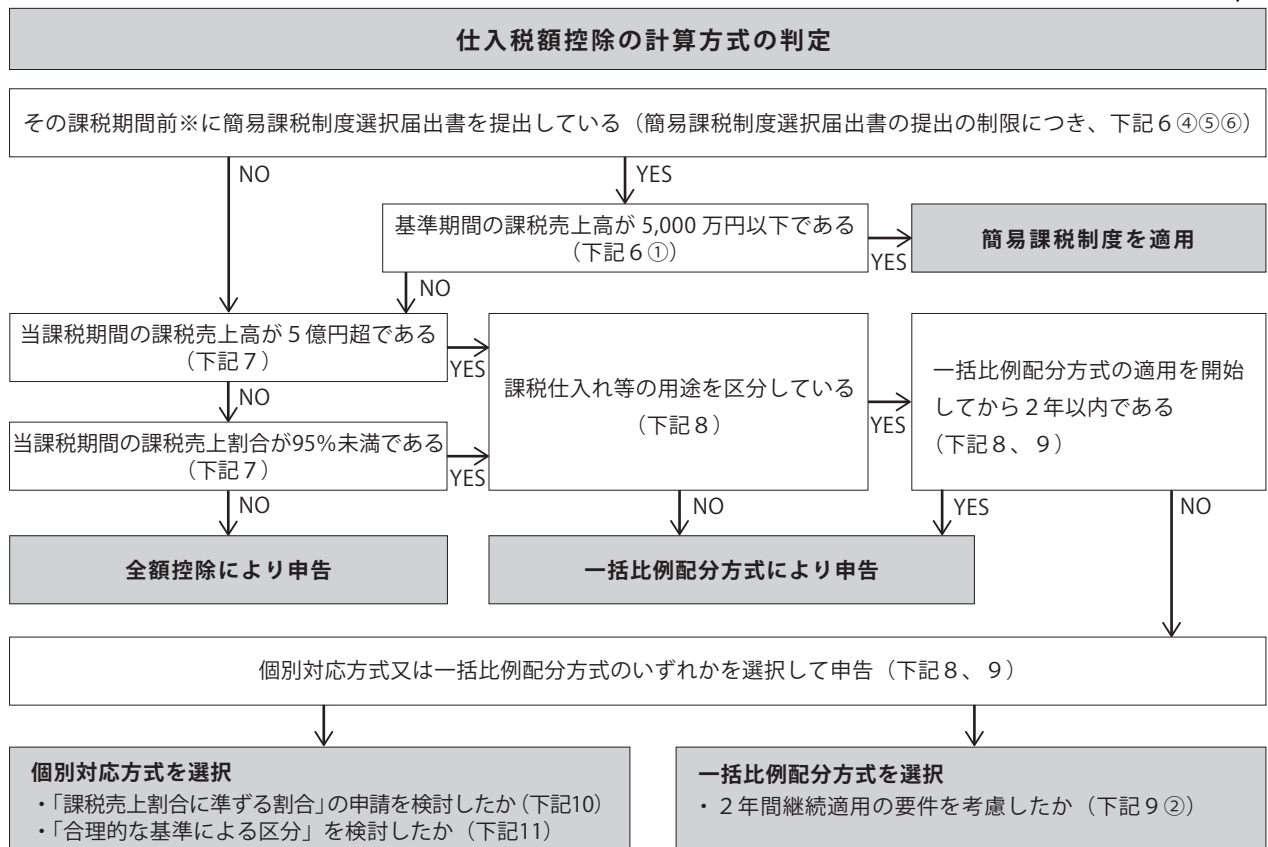 仕入税額控除の計算方式の判定
その課税期間前※に簡易課税制度選択届出書を提出している（簡易課税制度選択届出書の提出の制限につき、下記6④⑤⑥）
NO
YES
基準期間の課税売上高が 5,000 万円以下である
（下記6①）
YES
簡易課税制度を適用
NO
当課税期間の課税売上高が５億円超である
（下記７）
YES
課税仕入れ等の用途を区分している
（下記８）
YES
一括比例配分方式の適用を開始
してから２年以内である
（下記８、９）
NO
当課税期間の課税売上割合が95%未満である
（下記７）
YES
NO
NO
YES
NO
全額控除により申告
一括比例配分方式により申告
個別対応方式又は一括比例配分方式のいずれかを選択して申告（下記８、９）
個別対応方式を選択
・「課税売上割合に準ずる割合」の申請を検討したか（下記10）
・「合理的な基準による区分」を検討したか（下記11）
一括比例配分方式を選択
・２年間継続適用の要件を考慮したか（下記９②）